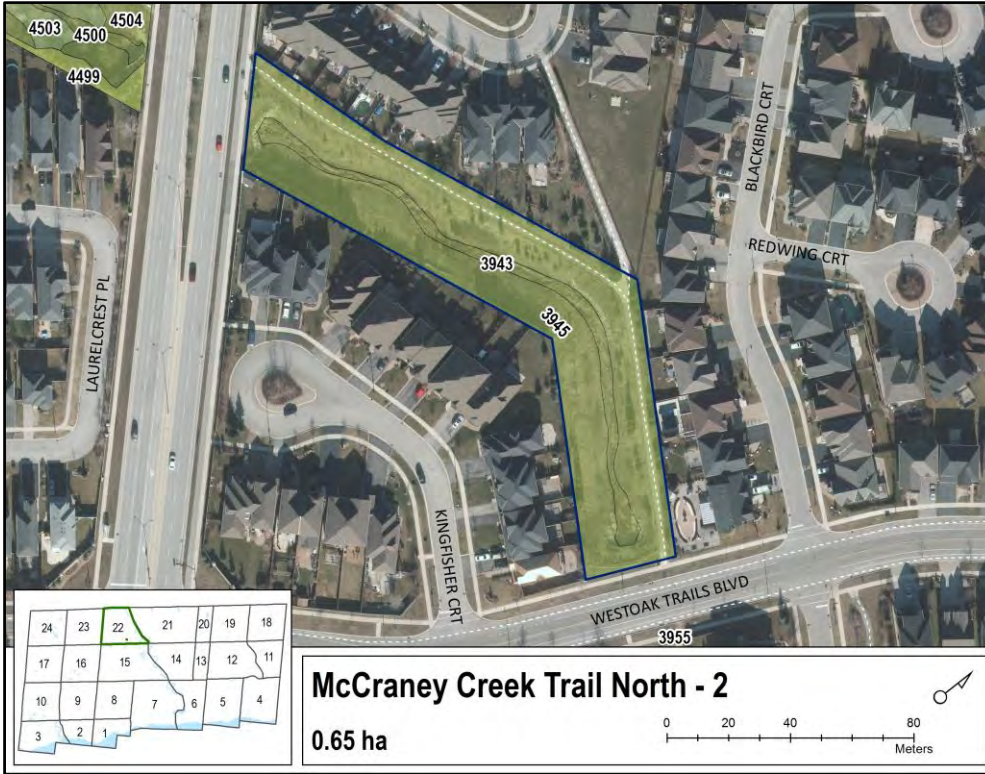 4503
4500
4504
4499
LAURELCREST PL
3943
3945
BLACKBIRD CRT
REDWING CRT
KINGFISHER CRT
WESTOAK TRAILS BLVD
3955
24 23 22 21 20 19 18
17 16 15 14 13 12 11
10 9 8 7 6 5 4
3 2 1
McCraney Creek Trail North - 2
0.65 ha
0 20 40 80
Meters